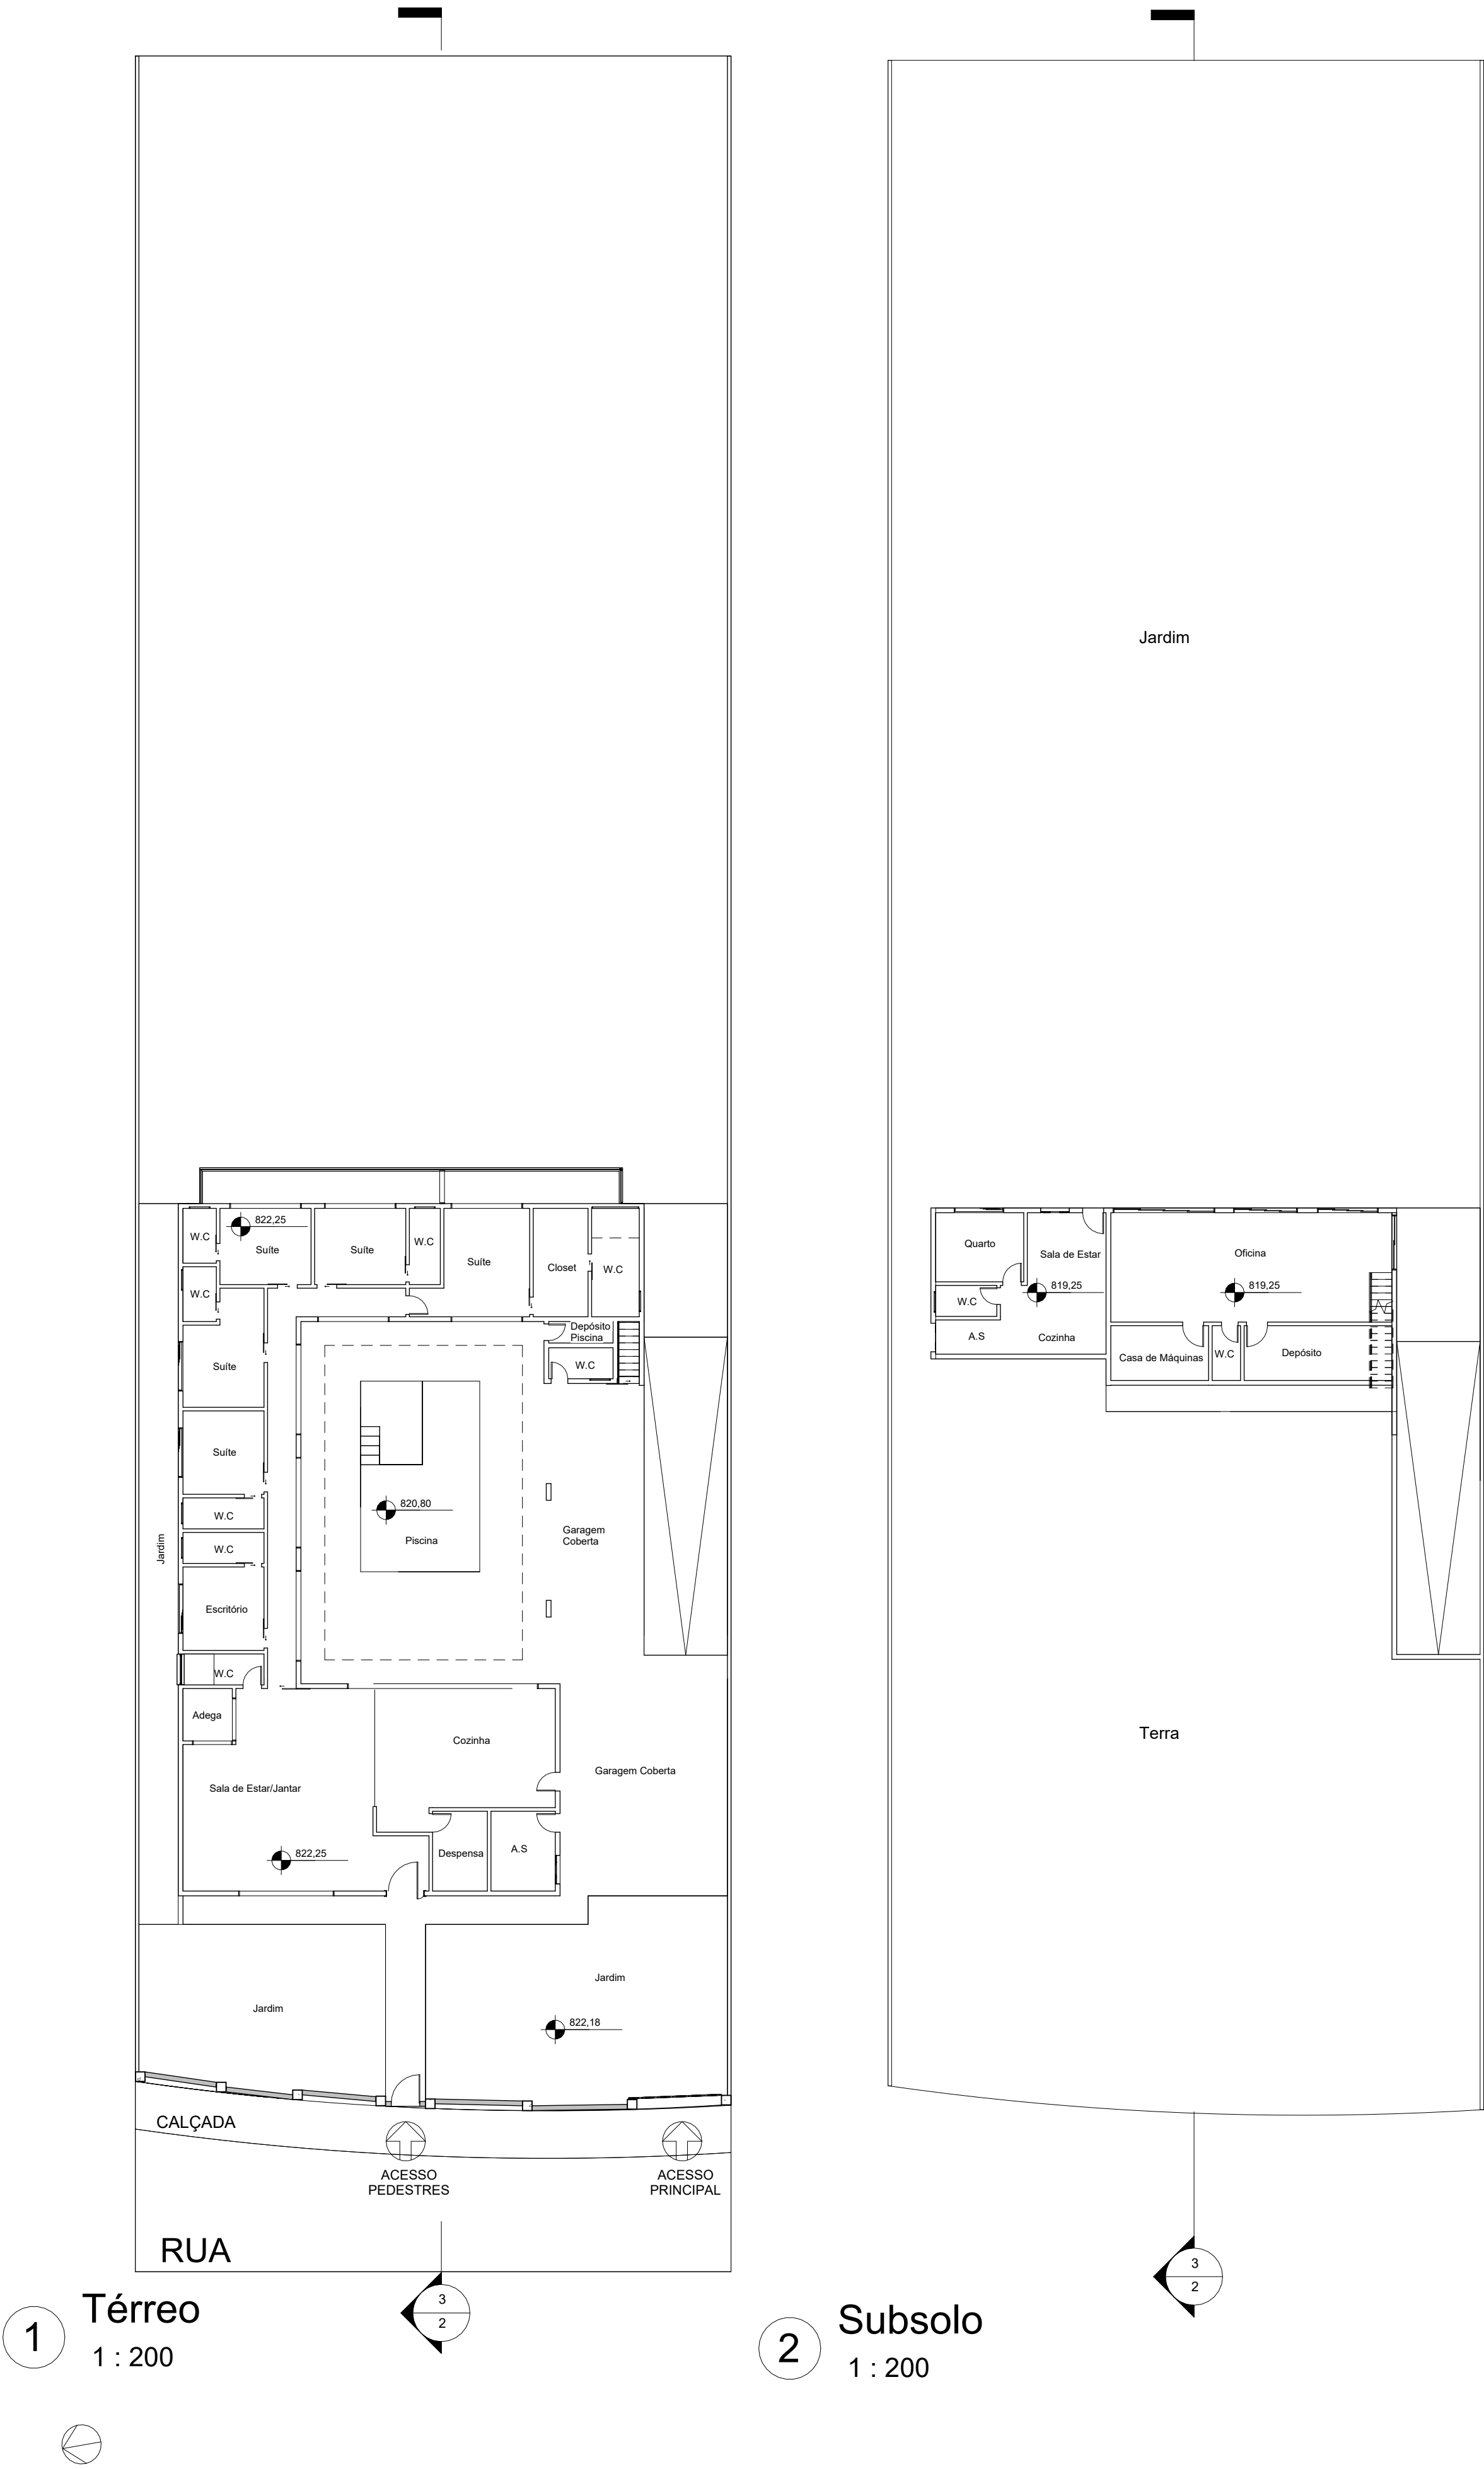 Jardim
W.C
822,25
Suíte
Suíte
W.C
Suíte
Closet
W.C
W.C
Depósito
Piscina
W.C
Suíte
Suíte
W.C
W.C
Jardim
820,80
Piscina
Garagem
Coberta
Escritório
W.C
Adega
Cozinha
Sala de Estar/Jantar
Garagem Coberta
822,25
Despensa
A.S
Jardim
Jardim
822,18
CALÇADA
ACESSO
PEDESTRES
ACESSO
PRINCIPAL
RUA
3
2
1
Térreo
1 : 200
Quarto
Sala de Estar
Oficina
819,25
819,25
W.C
A.S
Cozinha
Casa de Máquinas
W.C
Depósito
Terra
3
2
2
Subsolo
1 : 200